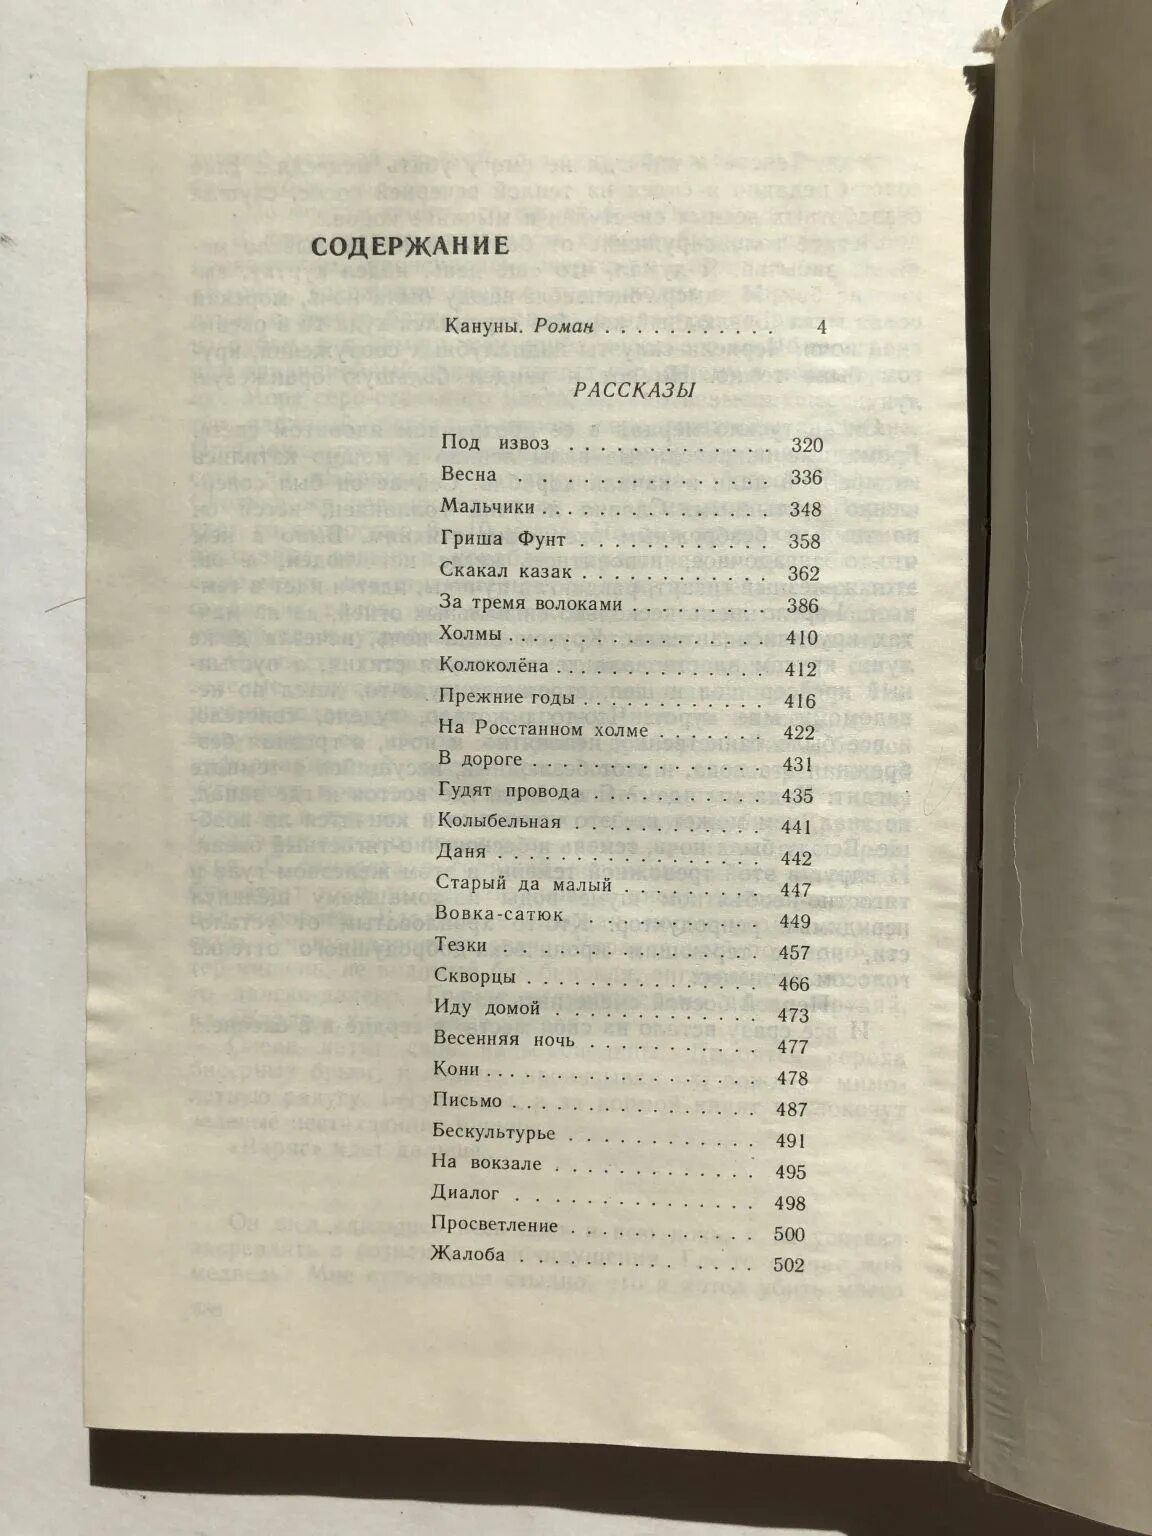 СОДЕРЖАНИЕ
Кануны. Роман . . . . . . . . . . . 4
РАССКАЗЫ
Под извоз . . . . . . . . . . . . . 320
Весна . . . . . . . . . . . . . . . 336
Мальчики . . . . . . . . . . . . . . 348
Гриша Фунт . . . . . . . . . . . . 358
Скакал казак . . . . . . . . . . . . 362
За тремя волоками . . . . . . . . . 386
Холмы . . . . . . . . . . . . . . . . 410
Колоколёна . . . . . . . . . . . . . 412
Прежние годы . . . . . . . . . . . . 416
На Росстанном холме . . . . . . . 422
В дороге . . . . . . . . . . . . . . 431
Гудят провода . . . . . . . . . . . 435
Колыбельная . . . . . . . . . . . . 441
Даня . . . . . . . . . . . . . . . . . 442
Старый да малый . . . . . . . . . 447
Вовка-сатюк . . . . . . . . . . . . 449
Тезки . . . . . . . . . . . . . . . . 457
Скворцы . . . . . . . . . . . . . . . 466
Иду домой . . . . . . . . . . . . . 473
Весенняя ночь . . . . . . . . . . . 477
Кони . . . . . . . . . . . . . . . . . 478
Письмо . . . . . . . . . . . . . . . . 487
Бескультурье . . . . . . . . . . . . 491
На вокзале . . . . . . . . . . . . . 495
Диалог . . . . . . . . . . . . . . . 498
Просветление . . . . . . . . . . . . 500
Жалоба . . . . . . . . . . . . . . . 502